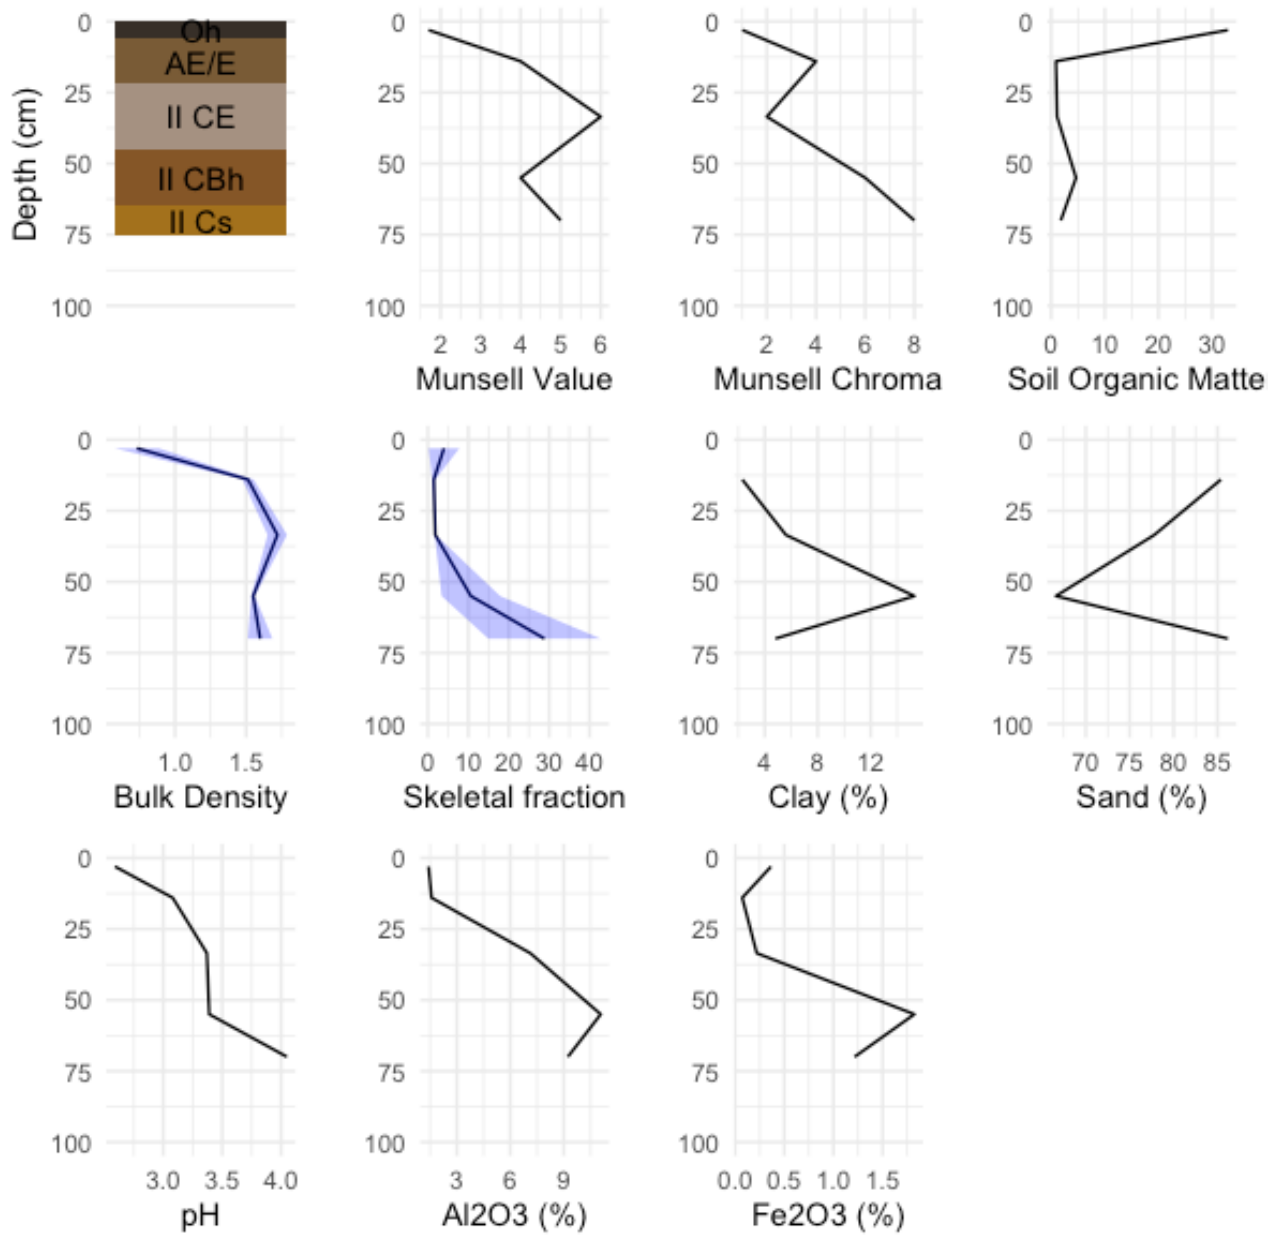 Depth (cm)
0
25
50
75
100
Oh
AE/E
II CE
II CBh
II Cs
0
25
50
75
100
2 3 4 5 6
Munsell Value
0
25
50
75
100
2 4 6 8
Munsell Chroma
0
25
50
75
100
0 10 20 30
Soil Organic Matte
0
25
50
75
100
1.0 1.5
Bulk Density
0
25
50
75
100
0 10 20 30 40
Skeletal fraction
0
25
50
75
100
4 8 12
Clay (%)
0
25
50
75
100
70 75 80 85
Sand (%)
0
25
50
75
100
3.0 3.5 4.0
pH
0
25
50
75
100
3 6 9
Al2O3 (%)
0
25
50
75
100
0.0 0.5 1.0 1.5
Fe2O3 (%)